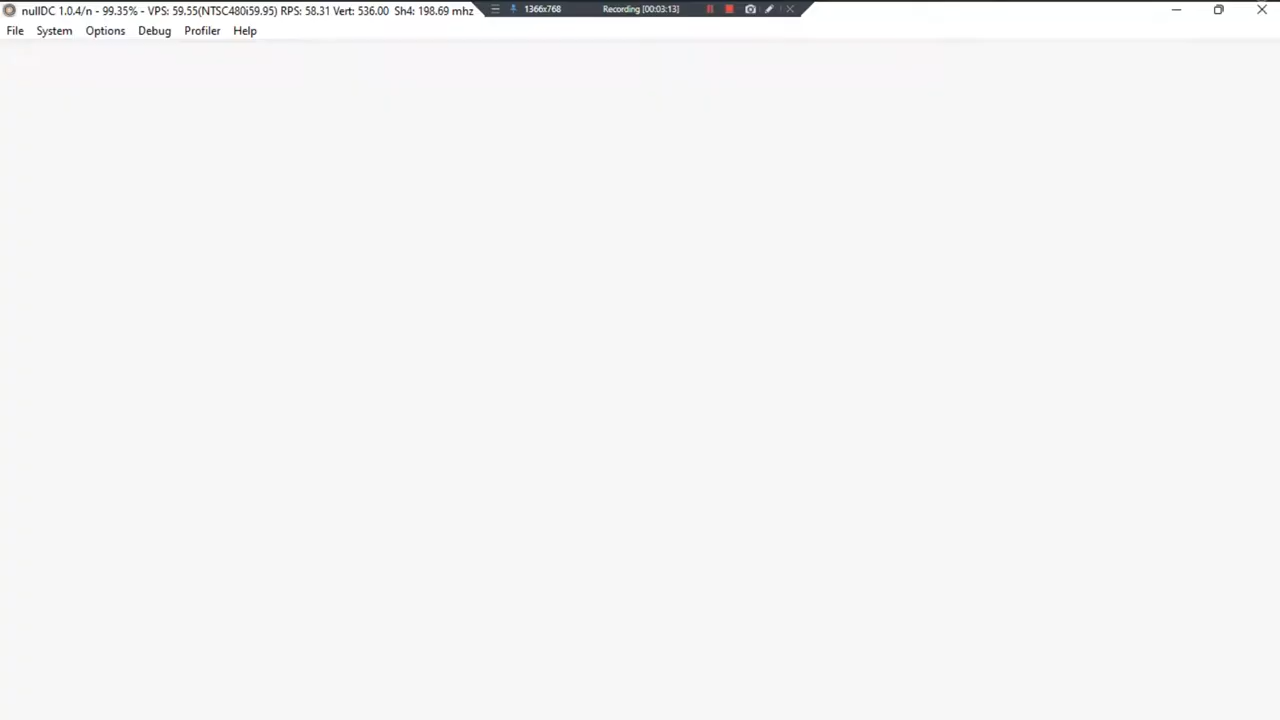 nullDC 1.0.4/n - 99.35% - VPS: 59.55(NTSC480i59.95) RPS: 58.31 Vert: 536.00 Sh4: 198.69 mhz
1366x768 Recording [00:03:13]
File System Options Debug Profiler Help